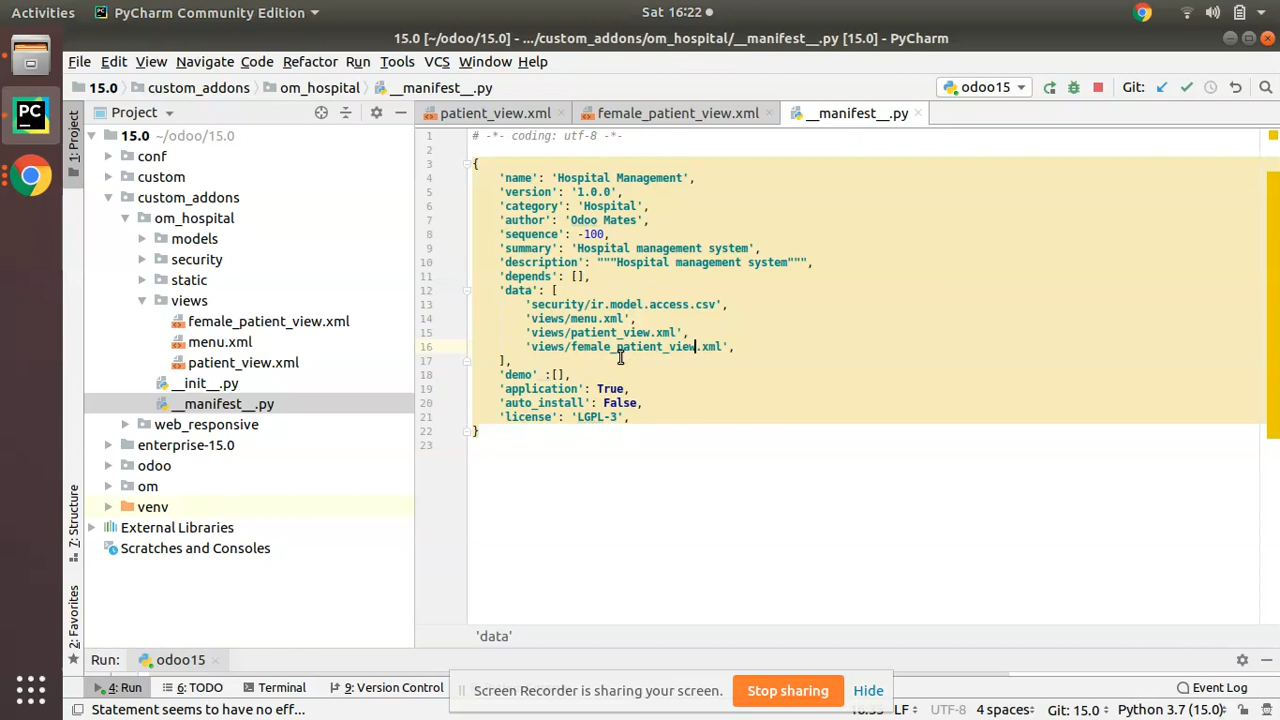 Activities PyCharm Community Edition Sat 16:22
15.0 [~/odoo/15.0] - .../custom_addons/om_hospital/__manifest__.py [15.0] - PyCharm
File Edit View Navigate Code Refactor Run Tools VCS Window Help
15.0 custom_addons om_hospital __manifest__.py odoo15 Git:
Project patient_view.xml female_patient_view.xml __manifest__.py
1: Project
15.0 ~/odoo/15.0
conf
custom
custom_addons
om_hospital
models
security
static
views
female_patient_view.xml
menu.xml
patient_view.xml
__init__.py
__manifest__.py
web_responsive
enterprise-15.0
odoo
om
venv
External Libraries
Scratches and Consoles
7: Structure
2: Favorites
1 # -*- coding: utf-8 -*-
2
3 {
4 'name': 'Hospital Management',
5 'version': '1.0.0',
6 'category': 'Hospital',
7 'author': 'Odoo Mates',
8 'sequence': -100,
9 'summary': 'Hospital management system',
10 'description': """Hospital management system""",
11 'depends': [],
12 'data': [
13 'security/ir.model.access.csv',
14 'views/menu.xml',
15 'views/patient_view.xml',
16 'views/female_patient_view.xml',
17 ],
18 'demo' :[],
19 'application': True,
20 'auto_install': False,
21 'license': 'LGPL-3',
22 }
23
'data'
Run: odoo15
4: Run 6: TODO Terminal 9: Version Control Event Log
Screen Recorder is sharing your screen. Stop sharing Hide
Statement seems to have no eff... LF UTF-8 4 spaces Git: 15.0 Python 3.7 (15.0)